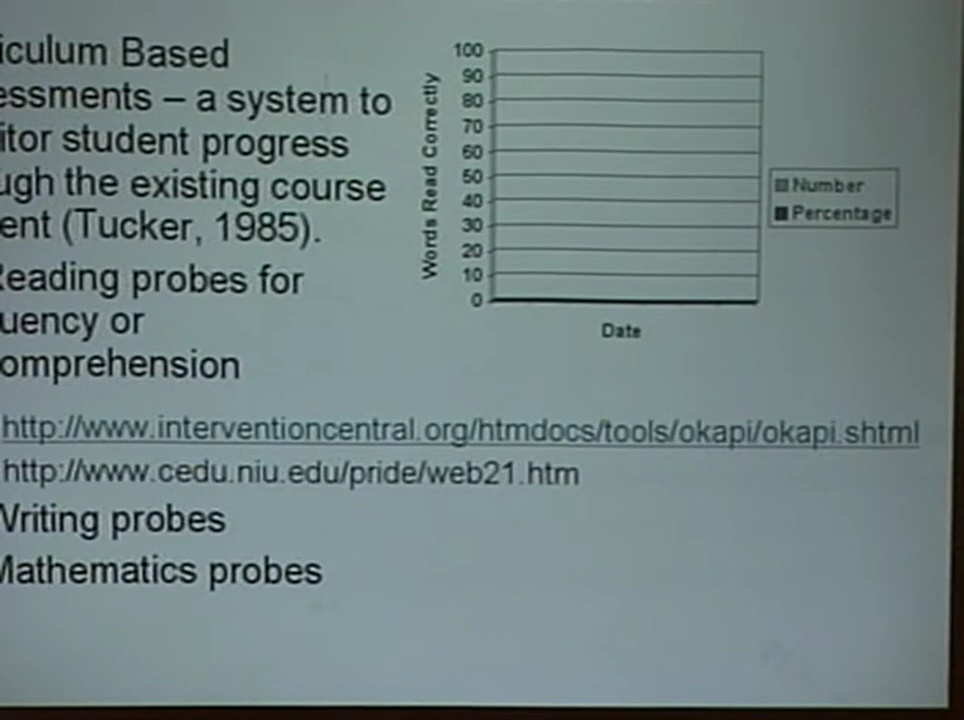 iculum Based
essments – a system to
itor student progress
ugh the existing course
ent (Tucker, 1985).
Reading probes for
uency or
omprehension
http://www.interventioncentral.org/htmdocs/tools/okapi/okapi.shtml
http://www.cedu.niu.edu/pride/web21.htm
Writing probes
Mathematics probes
Words Read Correctly
100
90
80
70
60
50
40
30
20
10
0
Date
Number
Percentage